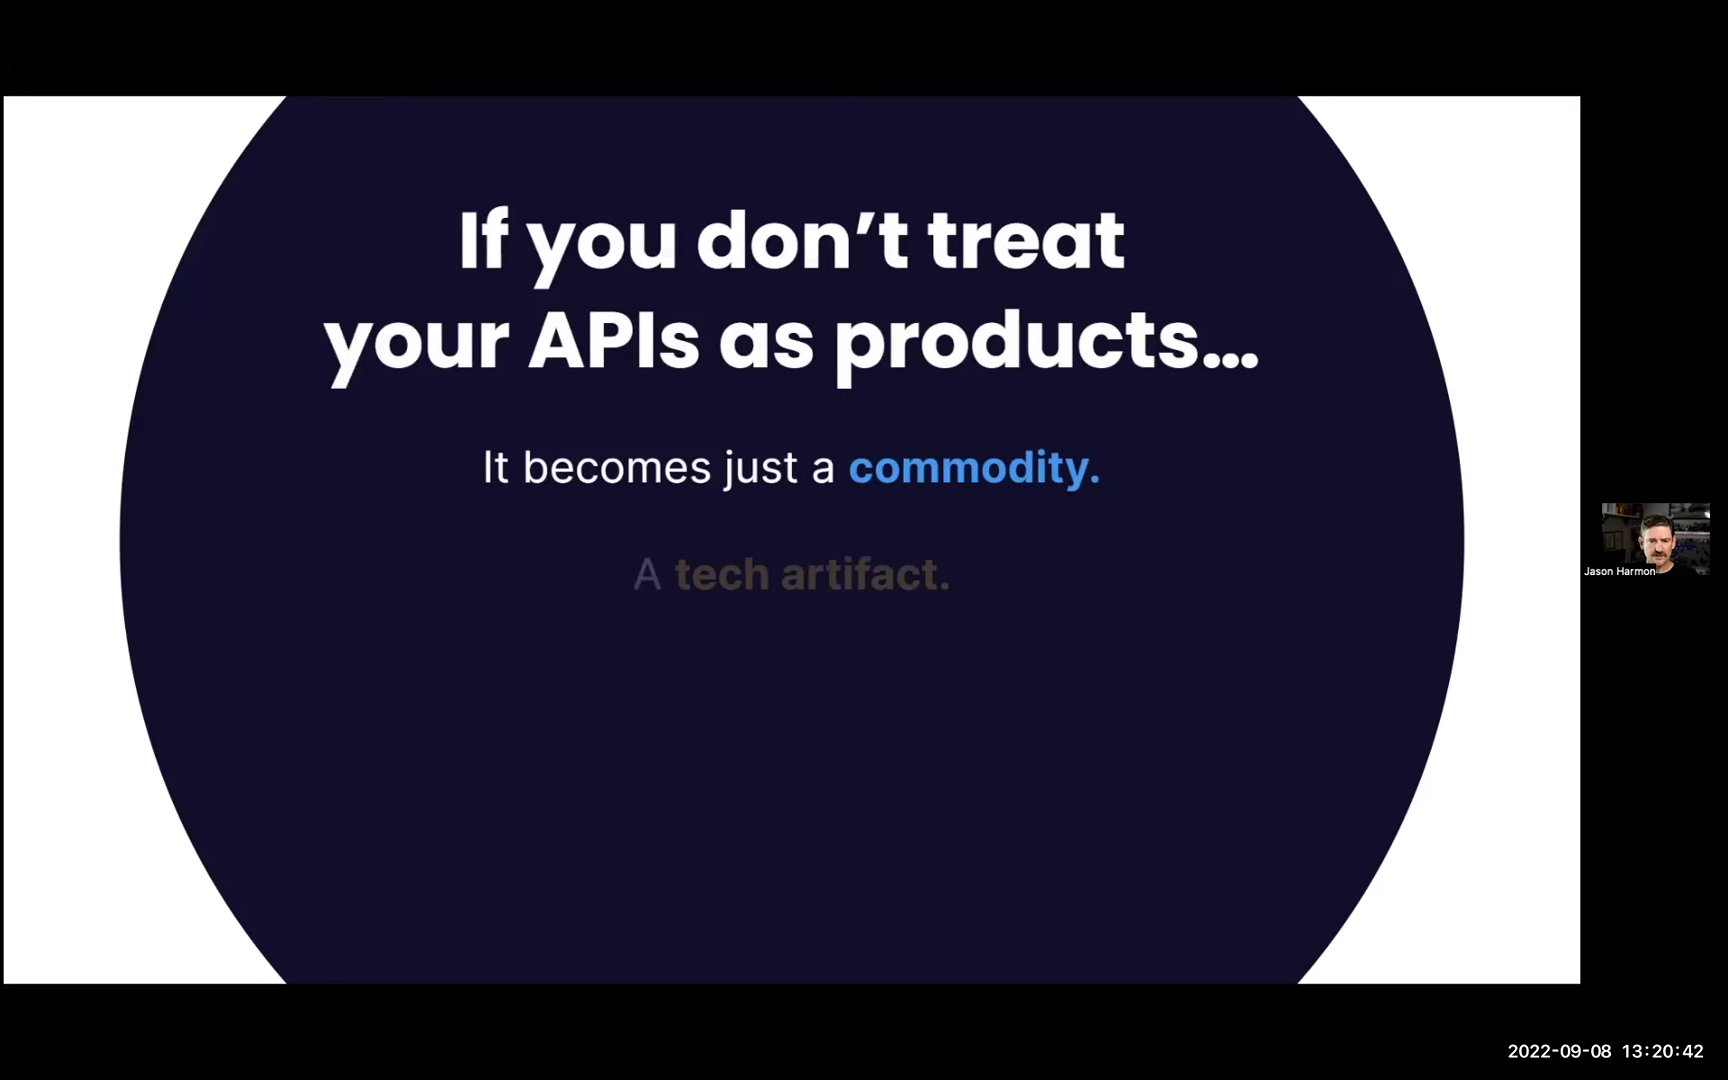 If you don’t treat
your APIs as products...
It becomes just a commodity.
A tech artifact.
Jason Harmon
2022-09-08 13:20:42